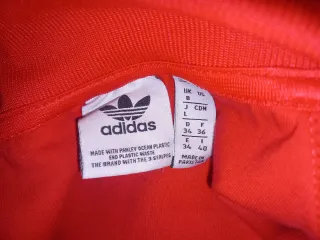 adidas
MADE WITH PARLEY OCEAN PLASTIC
END PLASTIC WASTE
THE BRAND WITH THE 3 STRIPES
UK US
8
J CDN
L
D F
34 36
E I
34 40
MADE IN